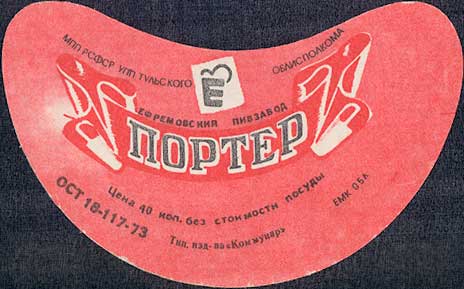 МПП РСФСР УПП ТУЛЬСКОГО ОБЛИСПОЛКОМА
Е
ЕФРЕМОВСКИЙ ПИВЗАВОД
ПОРТЕР
Цена 40 коп. без стоимости посуды
ОСТ 18-117-73
ЕМК 0,5л
Тип. изд-ва «Коммунар»